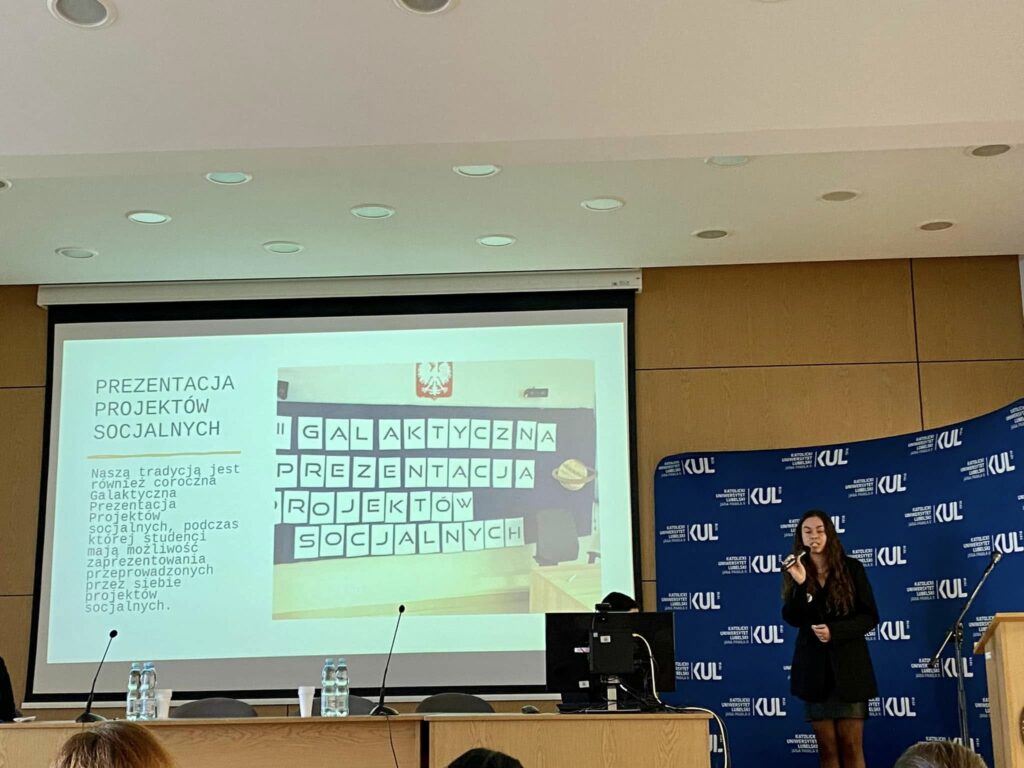 PREZENTACJA
PROJEKTÓW
SOCJALNYCH
Naszą tradycją jest
również coroczna
Galaktyczna
Prezentacja
Projektów
socjalnych, podczas
której studenci
mają możliwość
zaprezentowania
przeprowadzonych
przez siebie
projektów
socjalnych.
II GALAKTYCZNA
PREZENTACJA
PROJEKTÓW
SOCJALNYCH
KATOLICKI
UNIWERSYTET
LUBELSKI
JANA PAWŁA II
KUL